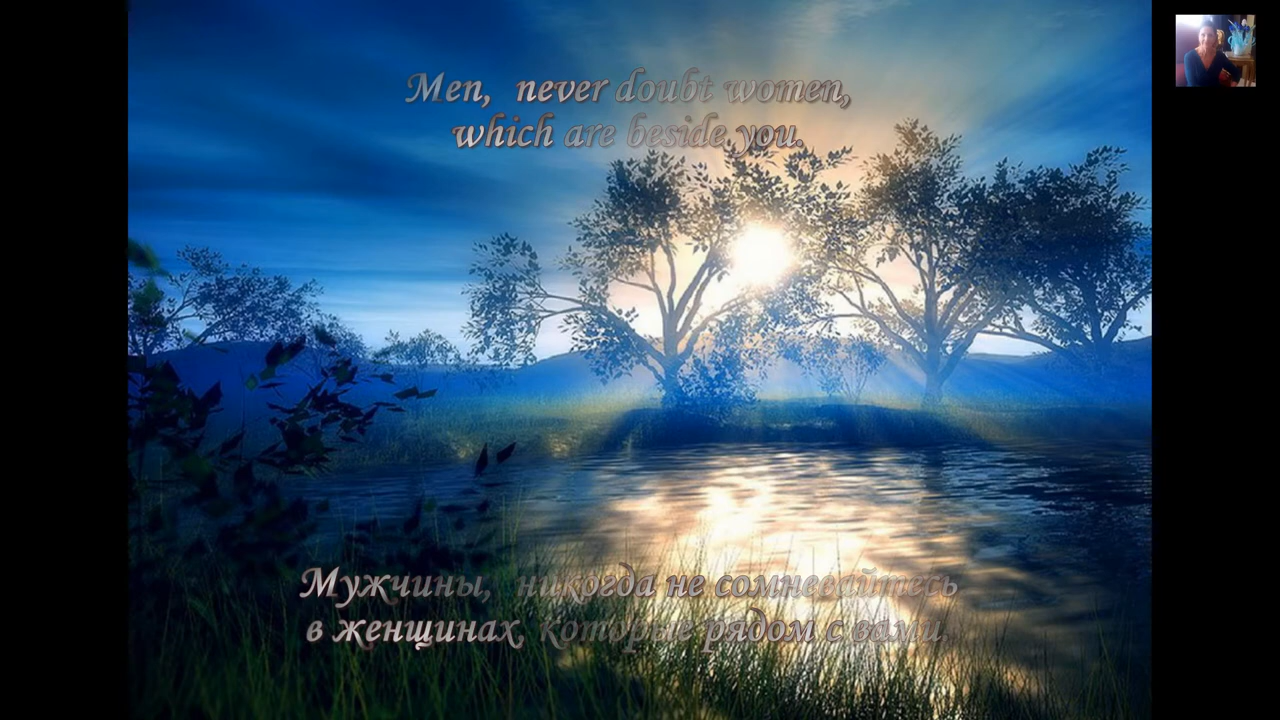 Men, never doubt women,
which are beside you.
Мужчины, никогда не сомневайтесь
в женщинах, которые рядом с вами.